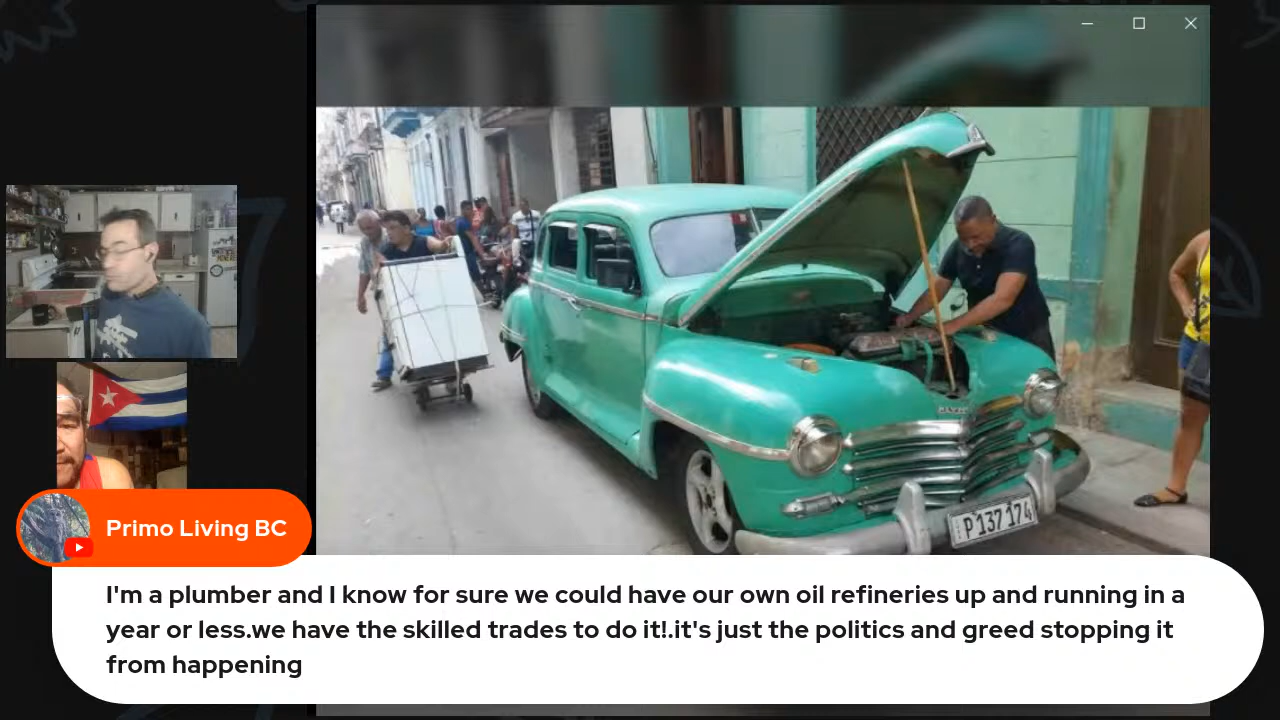 P 137 174
Primo Living BC
I'm a plumber and I know for sure we could have our own oil refineries up and running in a
year or less.we have the skilled trades to do it!.it's just the politics and greed stopping it
from happening